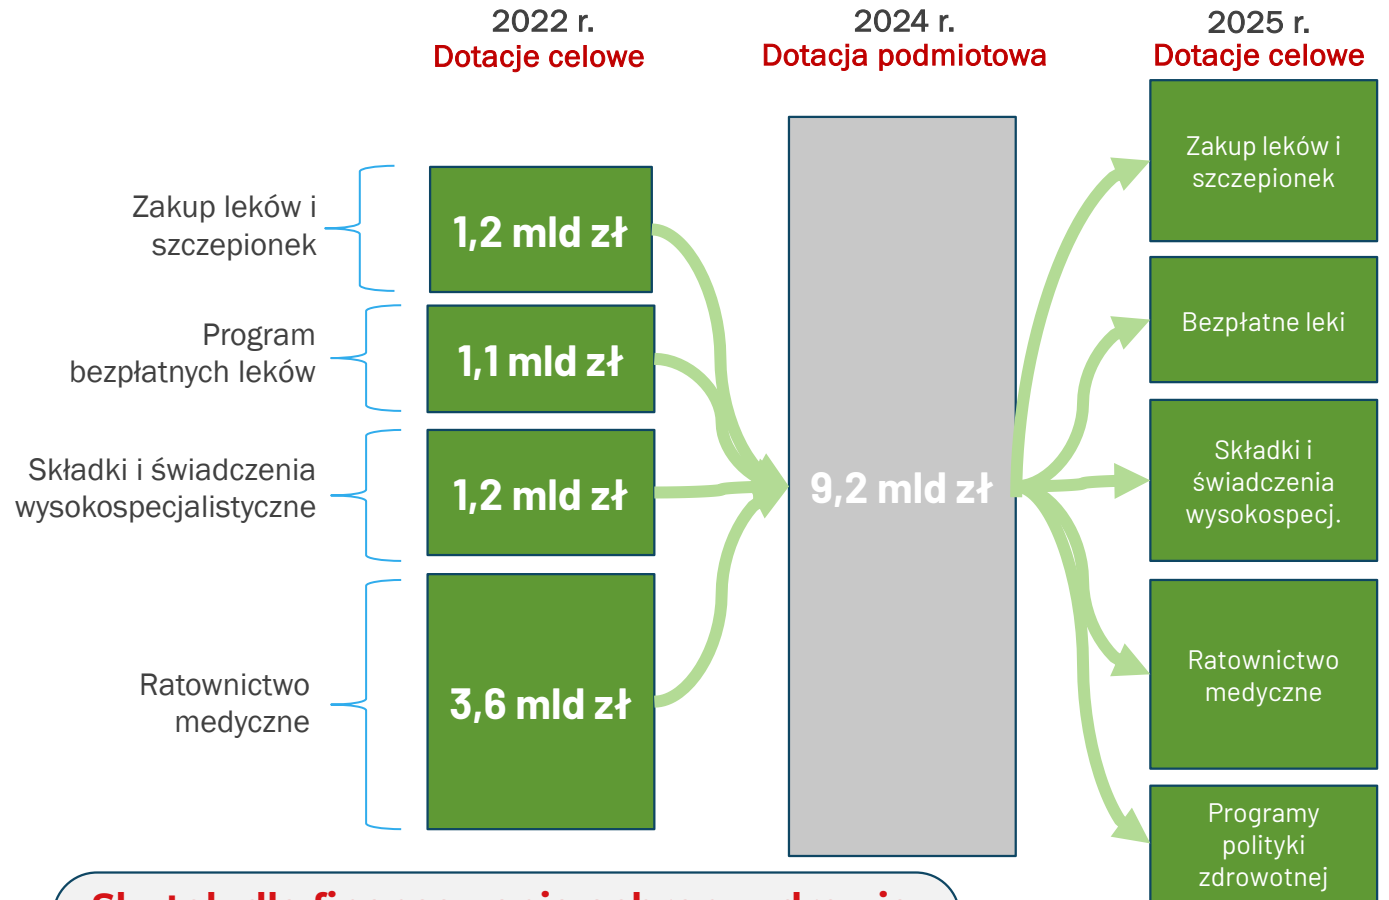 2022 r.
Dotacje celowe
2024 r.
Dotacja podmiotowa
2025 r.
Dotacje celowe
Zakup leków i
szczepionek
1,2 mld zł
Program
bezpłatnych leków
1,1 mld zł
Składki i świadczenia
wysokospecjalistyczne
1,2 mld zł
Ratownictwo
medyczne
3,6 mld zł
9,2 mld zł
Zakup leków i
szczepionek
Bezpłatne leki
Składki i
świadczenia
wysokospecj.
Ratownictwo
medyczne
Programy
polityki
zdrowotnej